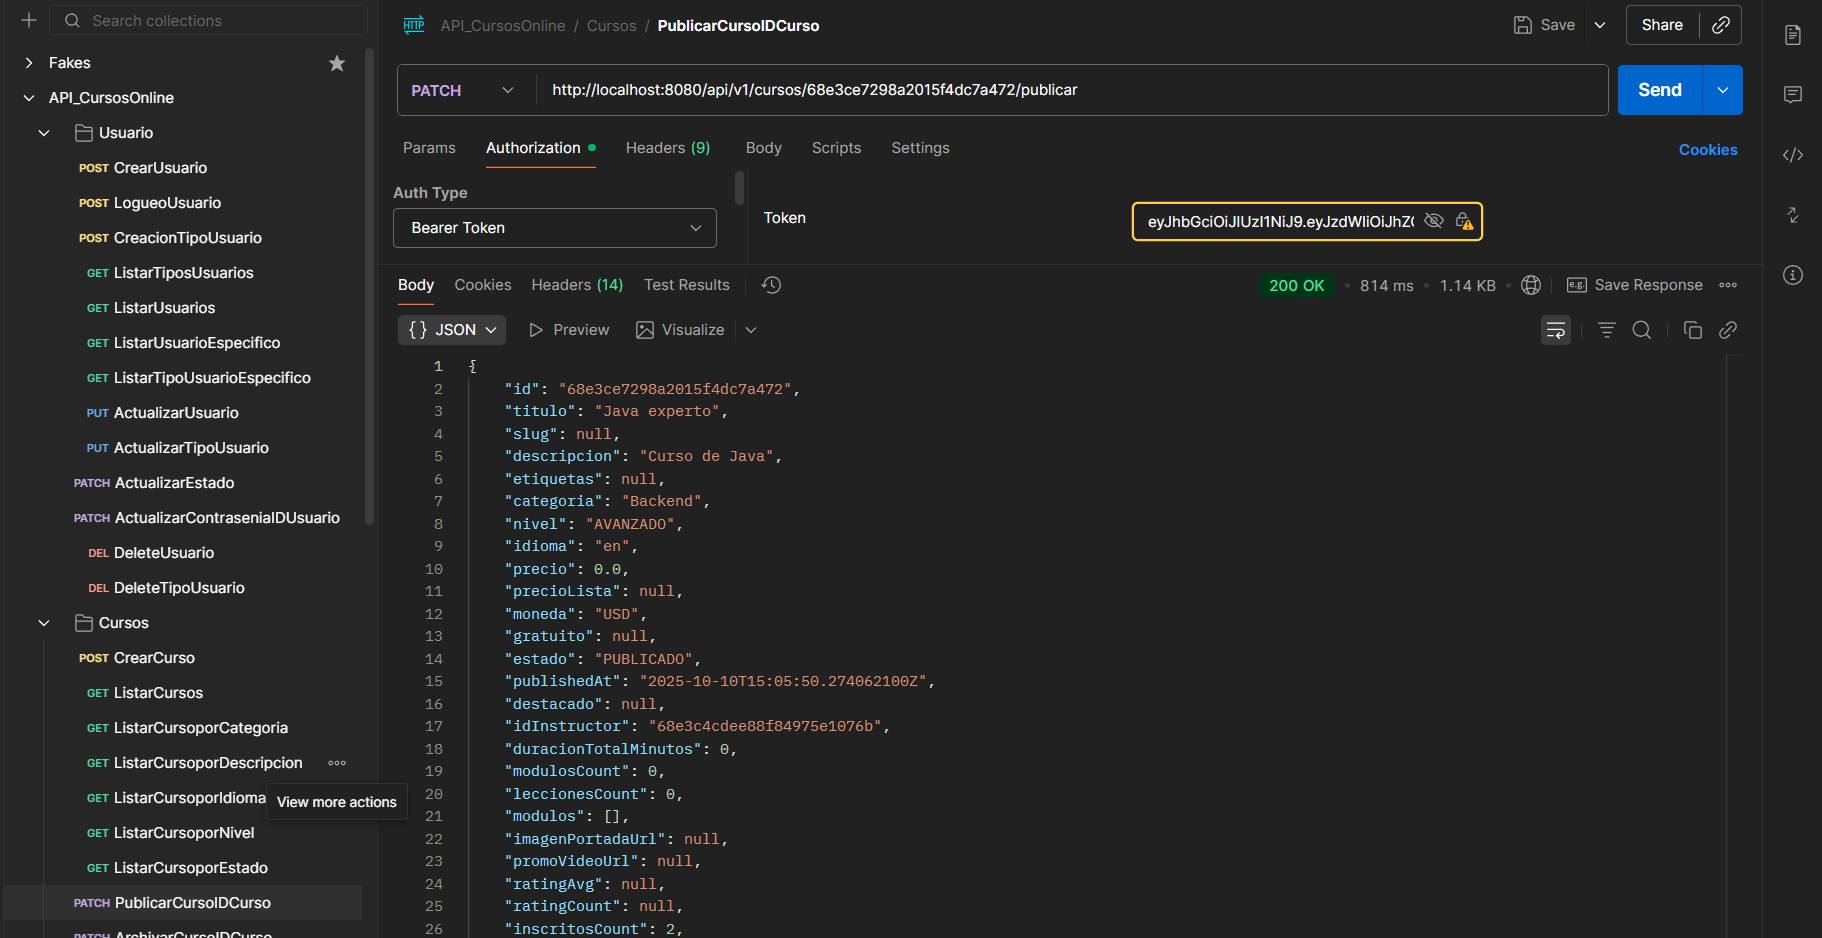 Search collections
Fakes
API_CursosOnline
Usuario
POST CrearUsuario
POST LogueoUsuario
POST CreacionTipoUsuario
GET ListarTiposUsuarios
GET ListarUsuarios
GET ListarUsuarioEspecifico
GET ListarTipoUsuarioEspecifico
PUT ActualizarUsuario
PUT ActualizarTipoUsuario
PATCH ActualizarEstado
PATCH ActualizarContraseniaIDUsuario
DEL DeleteUsuario
DEL DeleteTipoUsuario
Cursos
POST CrearCurso
GET ListarCursos
GET ListarCursoporCategoria
GET ListarCursoporDescripcion
GET ListarCursoporIdioma
View more actions
GET ListarCursoporNivel
GET ListarCursoporEstado
PATCH PublicarCursoIDCurso
PATCH ArchivarCursoIDCurso
HTTP API_CursosOnline / Cursos / PublicarCursoIDCurso
Save
Share
PATCH http://localhost:8080/api/v1/cursos/68e3ce7298a2015f4dc7a472/publicar
Send
Params Authorization Headers (9) Body Scripts Settings
Cookies
Auth Type
Bearer Token
Token
eyJhbGciOiJIUzI1NiJ9.eyJzdWIiOiJhZ
Body Cookies Headers (14) Test Results
200 OK • 814 ms • 1.14 KB • e.g. Save Response
{} JSON Preview Visualize
1 {
2 "id": "68e3ce7298a2015f4dc7a472",
3 "titulo": "Java experto",
4 "slug": null,
5 "descripcion": "Curso de Java",
6 "etiquetas": null,
7 "categoria": "Backend",
8 "nivel": "AVANZADO",
9 "idioma": "en",
10 "precio": 0.0,
11 "precioLista": null,
12 "moneda": "USD",
13 "gratuito": null,
14 "estado": "PUBLICADO",
15 "publishedAt": "2025-10-10T15:05:50.274062100Z",
16 "destacado": null,
17 "idInstructor": "68e3c4cdee88f84975e1076b",
18 "duracionTotalMinutos": 0,
19 "modulosCount": 0,
20 "leccionesCount": 0,
21 "modulos": [],
22 "imagenPortadaUrl": null,
23 "promoVideoUrl": null,
24 "ratingAvg": null,
25 "ratingCount": null,
26 "inscritosCount": 2,